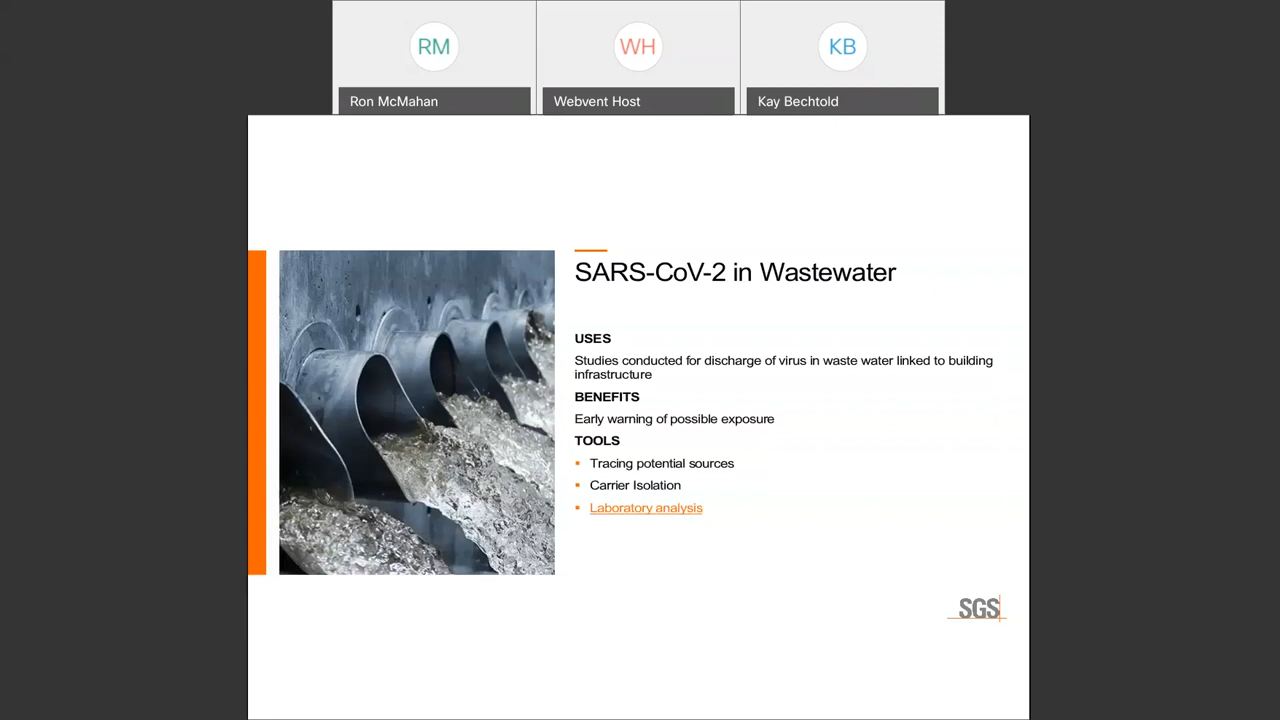 RM
WH
KB
Ron McMahan
Webvent Host
Kay Bechtold
SARS-CoV-2 in Wastewater
USES
Studies conducted for discharge of virus in waste water linked to building
infrastructure
BENEFITS
Early warning of possible exposure
TOOLS
Tracing potential sources
Carrier Isolation
Laboratory analysis
SGS